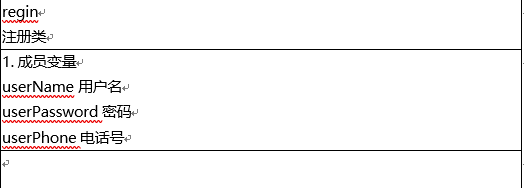 regin
注册类
1. 成员变量
userName 用户名
userPassword 密码
userPhone 电话号